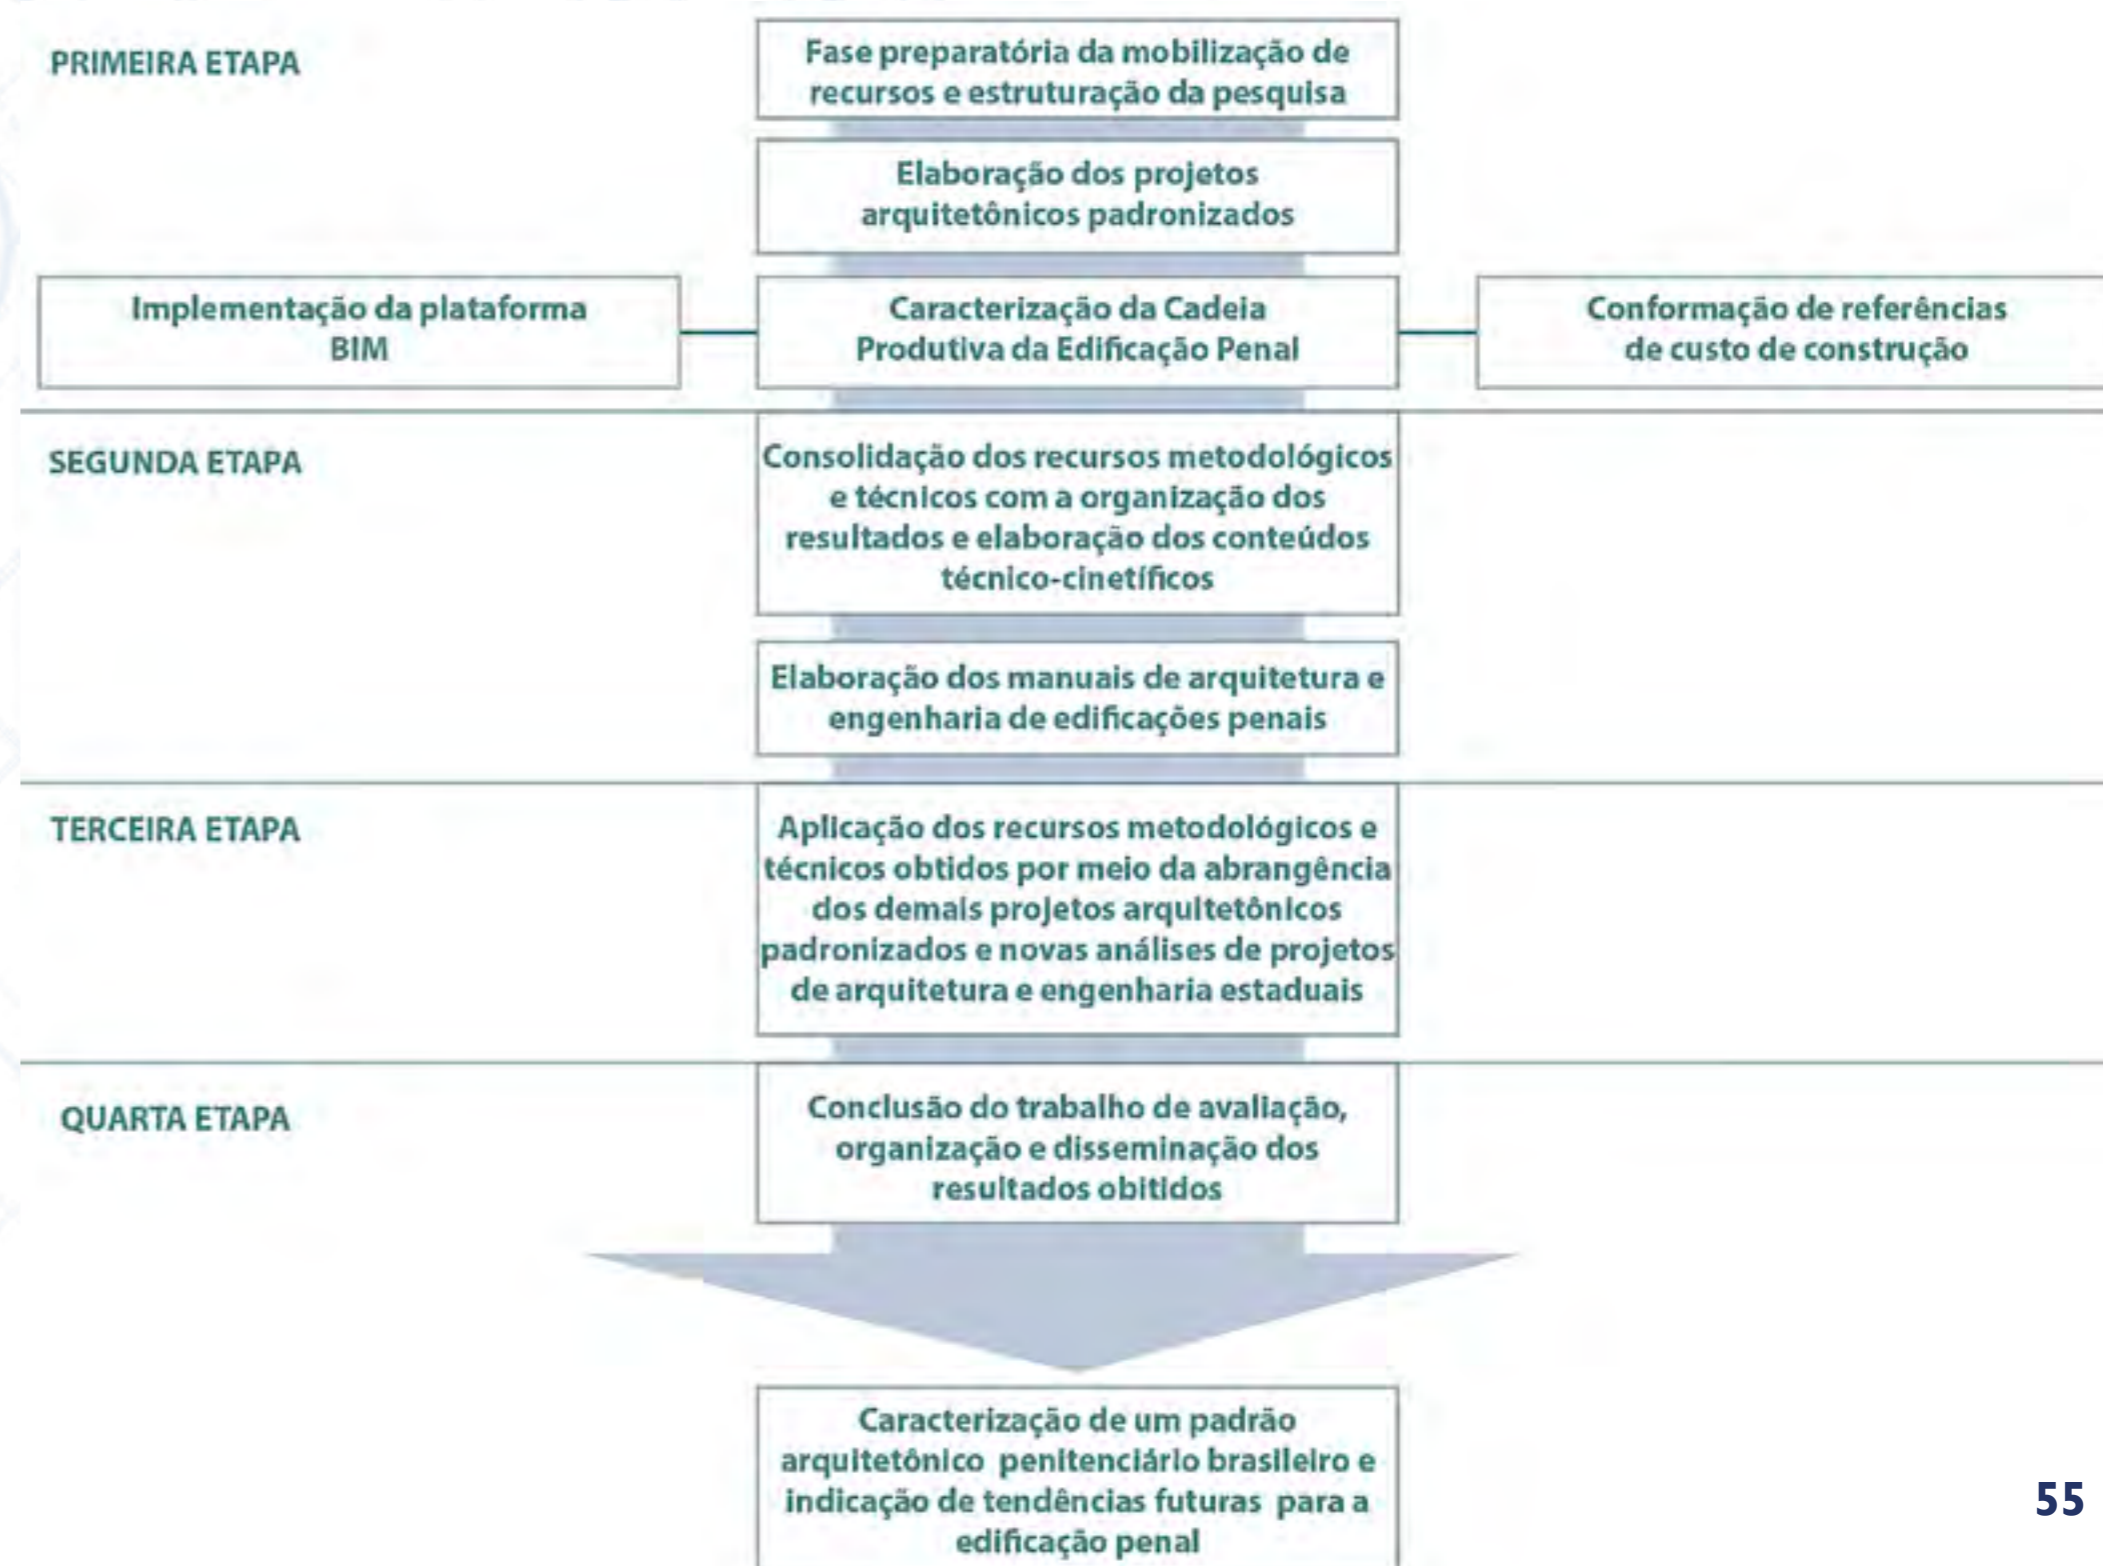 PRIMEIRA ETAPA
Fase preparatória da mobilização de
recursos e estruturação da pesquisa
Elaboração dos projetos
arquitetônicos padronizados
Implementação da plataforma
BIM
Caracterização da Cadeia
Produtiva da Edificação Penal
Conformação de referências
de custo de construção
SEGUNDA ETAPA
Consolidação dos recursos metodológicos
e técnicos com a organização dos
resultados e elaboração dos conteúdos
técnico-cinetíficos
Elaboração dos manuais de arquitetura e
engenharia de edificações penais
TERCEIRA ETAPA
Aplicação dos recursos metodológicos e
técnicos obtidos por meio da abrangência
dos demais projetos arquitetônicos
padronizados e novas análises de projetos
de arquitetura e engenharia estaduais
QUARTA ETAPA
Conclusão do trabalho de avaliação,
organização e disseminação dos
resultados obitidos
Caracterização de um padrão
arquitetônico penitenciário brasileiro e
indicação de tendências futuras para a
edificação penal
55